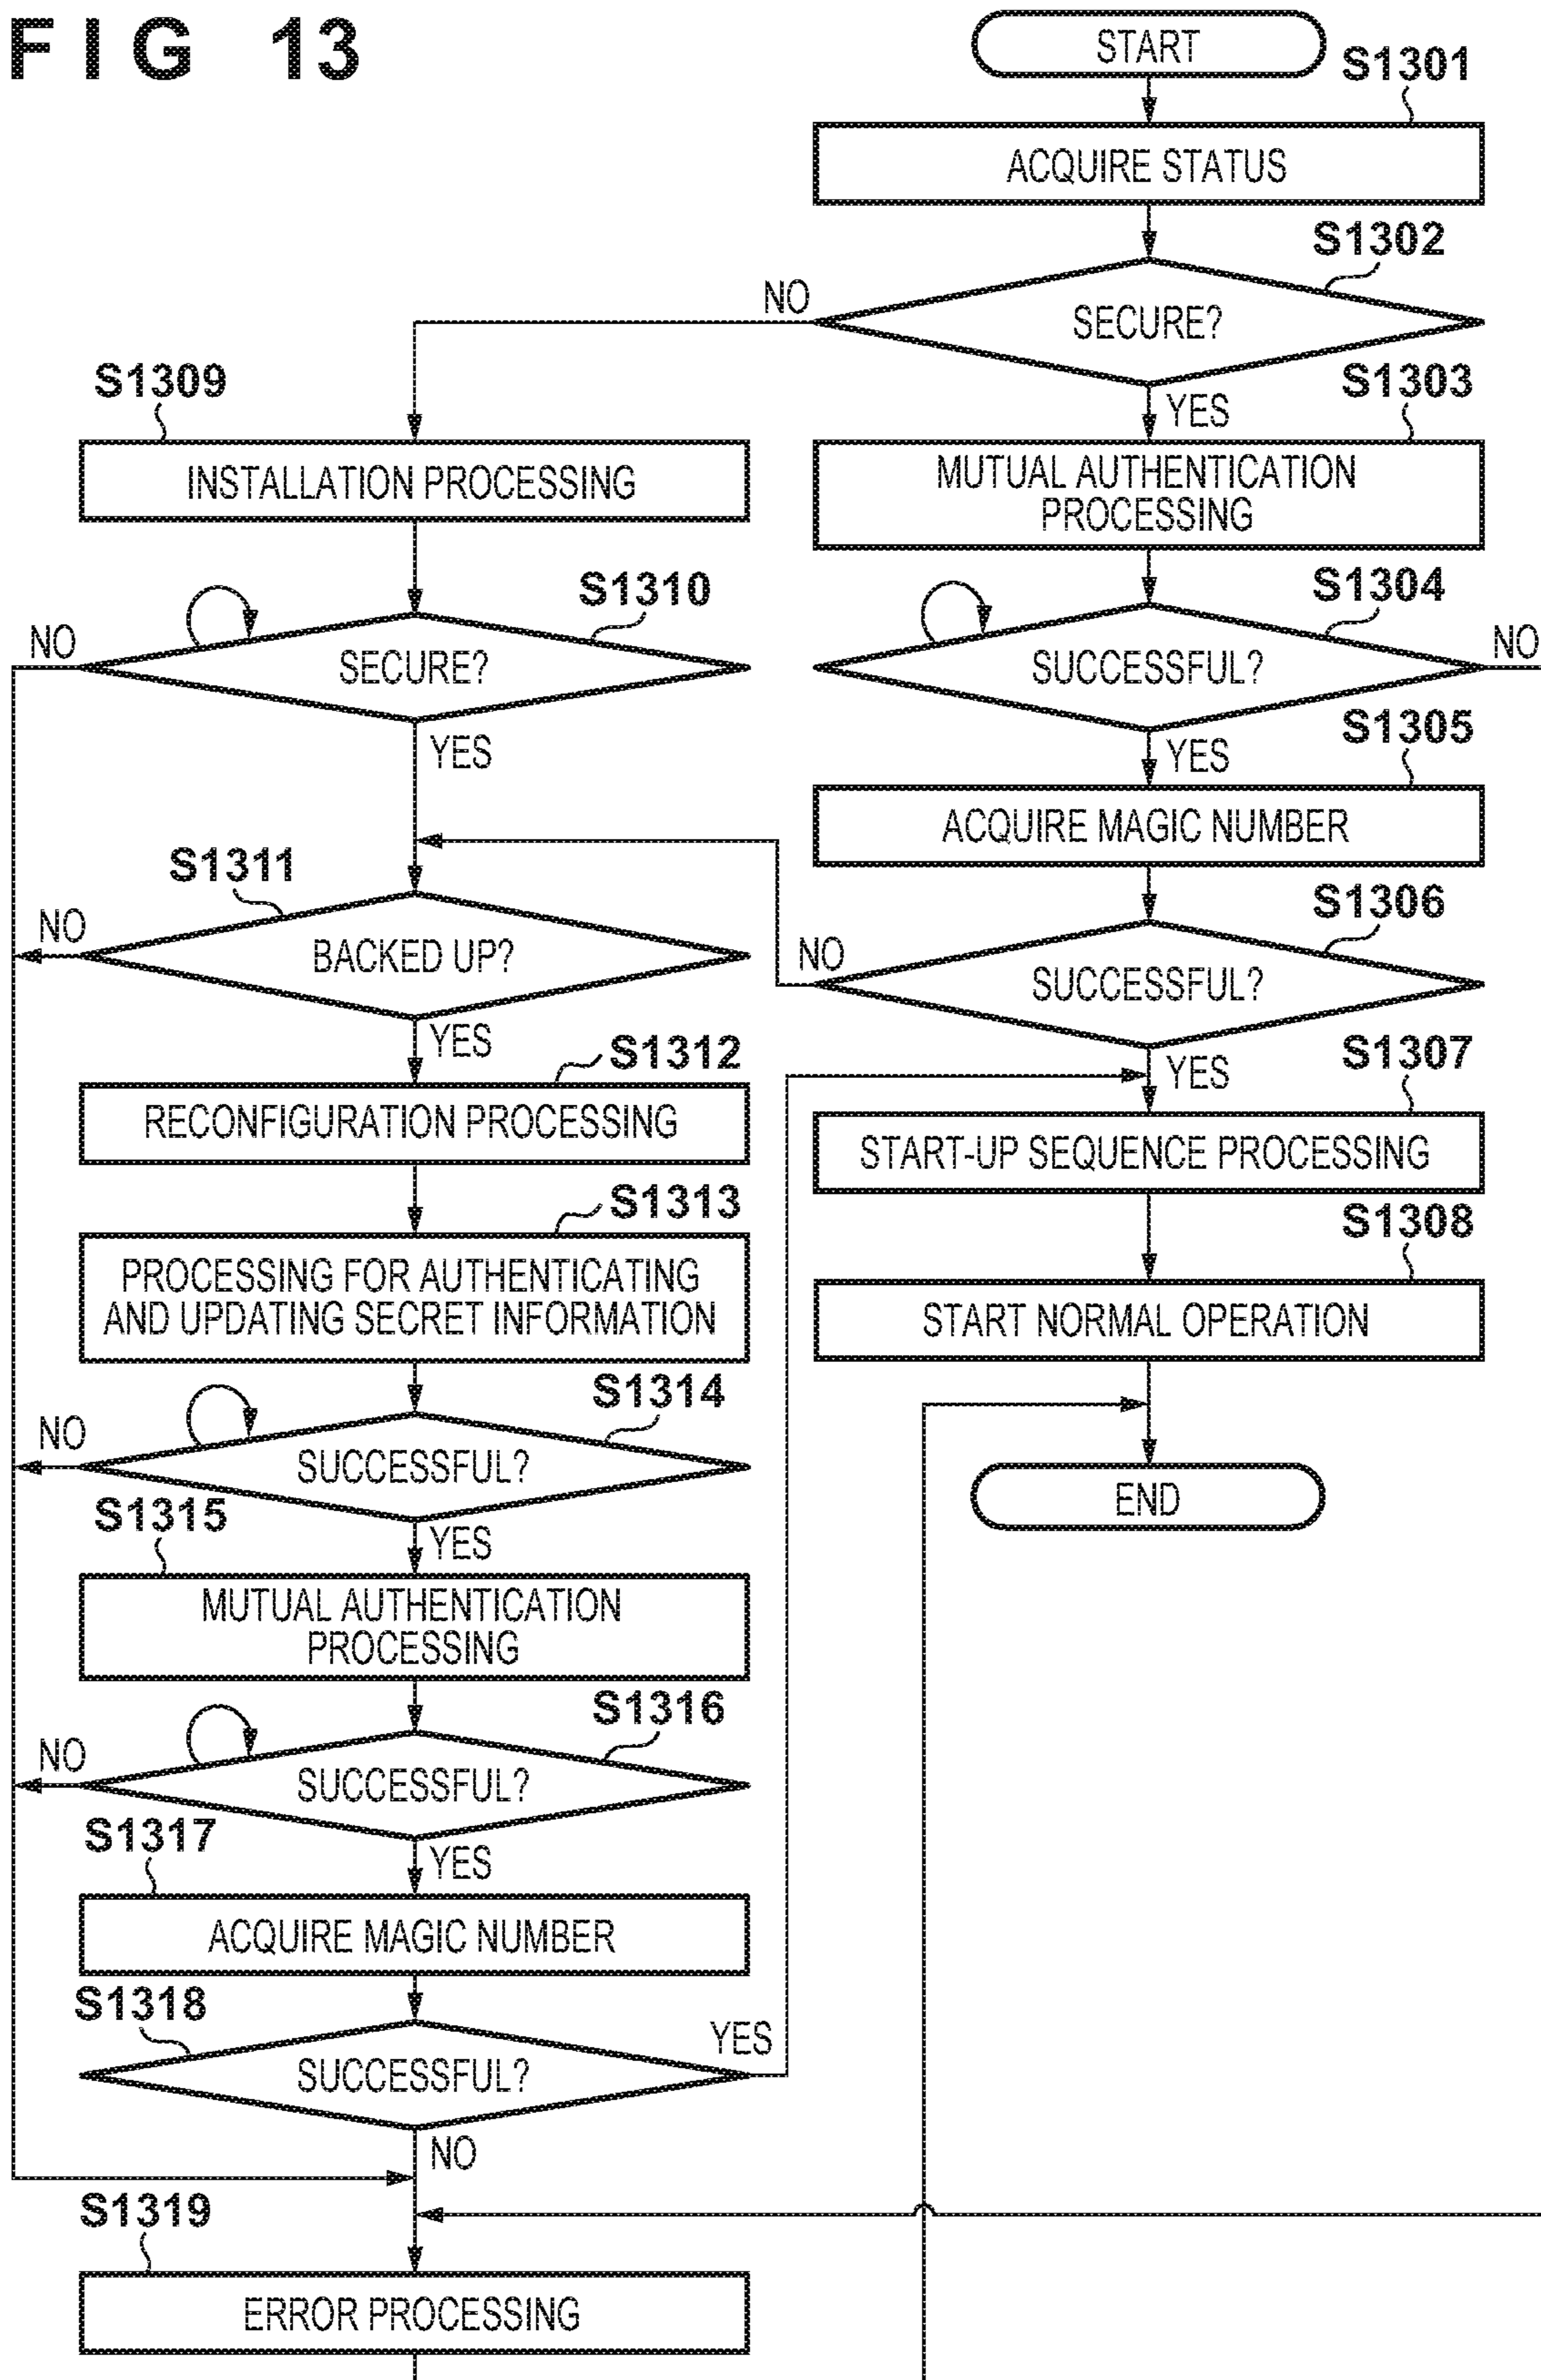 FIG 13
START
S1301
ACQUIRE STATUS
S1302
NO
SECURE?
YES
S1303
MUTUAL AUTHENTICATION
PROCESSING
S1304
SUCCESSFUL?
NO
YES
S1305
ACQUIRE MAGIC NUMBER
S1306
NO
SUCCESSFUL?
YES
S1307
START-UP SEQUENCE PROCESSING
S1308
START NORMAL OPERATION
END
S1309
INSTALLATION PROCESSING
S1310
NO
SECURE?
YES
S1311
NO
BACKED UP?
YES
S1312
RECONFIGURATION PROCESSING
S1313
PROCESSING FOR AUTHENTICATING
AND UPDATING SECRET INFORMATION
S1314
NO
SUCCESSFUL?
YES
S1315
MUTUAL AUTHENTICATION
PROCESSING
S1316
NO
SUCCESSFUL?
YES
S1317
ACQUIRE MAGIC NUMBER
S1318
SUCCESSFUL?
YES
NO
S1319
ERROR PROCESSING